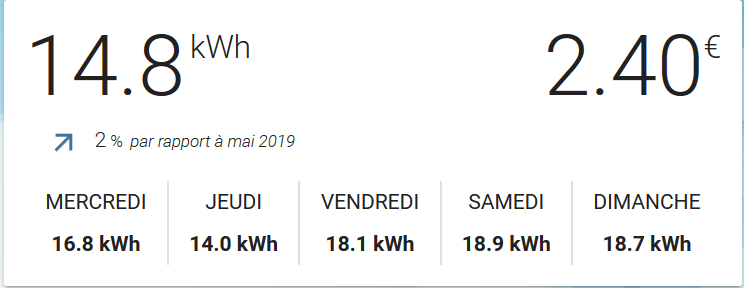 14.8 kWh 2.40 €
2 % par rapport à mai 2019
MERCREDI JEUDI VENDREDI SAMEDI DIMANCHE
16.8 kWh 14.0 kWh 18.1 kWh 18.9 kWh 18.7 kWh